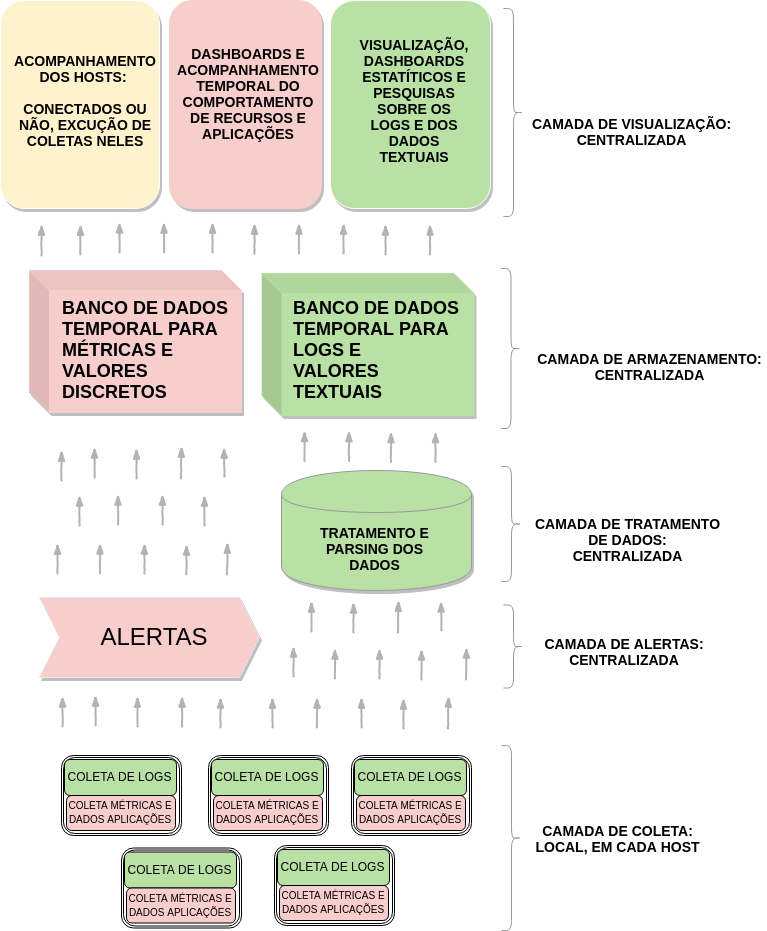 ACOMPANHAMENTO
DOS HOSTS:
CONECTADOS OU
NÃO, EXCUÇÃO DE
COLETAS NELES
DASHBOARDS E
ACOMPANHAMENTO
TEMPORAL DO
COMPORTAMENTO
DE RECURSOS E
APLICAÇÕES
VISUALIZAÇÃO,
DASHBOARDS
ESTATÍTICOS E
PESQUISAS
SOBRE OS
LOGS E DOS
DADOS
TEXTUAIS
CAMADA DE VISUALIZAÇÃO:
CENTRALIZADA
BANCO DE DADOS
TEMPORAL PARA
MÉTRICAS E
VALORES
DISCRETOS
BANCO DE DADOS
TEMPORAL PARA
LOGS E
VALORES
TEXTUAIS
CAMADA DE ARMAZENAMENTO:
CENTRALIZADA
TRATAMENTO E
PARSING DOS
DADOS
CAMADA DE TRATAMENTO
DE DADOS:
CENTRALIZADA
ALERTAS
CAMADA DE ALERTAS:
CENTRALIZADA
COLETA DE LOGS
COLETA MÉTRICAS E
DADOS APLICAÇÕES
COLETA DE LOGS
COLETA MÉTRICAS E
DADOS APLICAÇÕES
COLETA DE LOGS
COLETA MÉTRICAS E
DADOS APLICAÇÕES
COLETA DE LOGS
COLETA MÉTRICAS E
DADOS APLICAÇÕES
COLETA DE LOGS
COLETA MÉTRICAS E
DADOS APLICAÇÕES
CAMADA DE COLETA:
LOCAL, EM CADA HOST